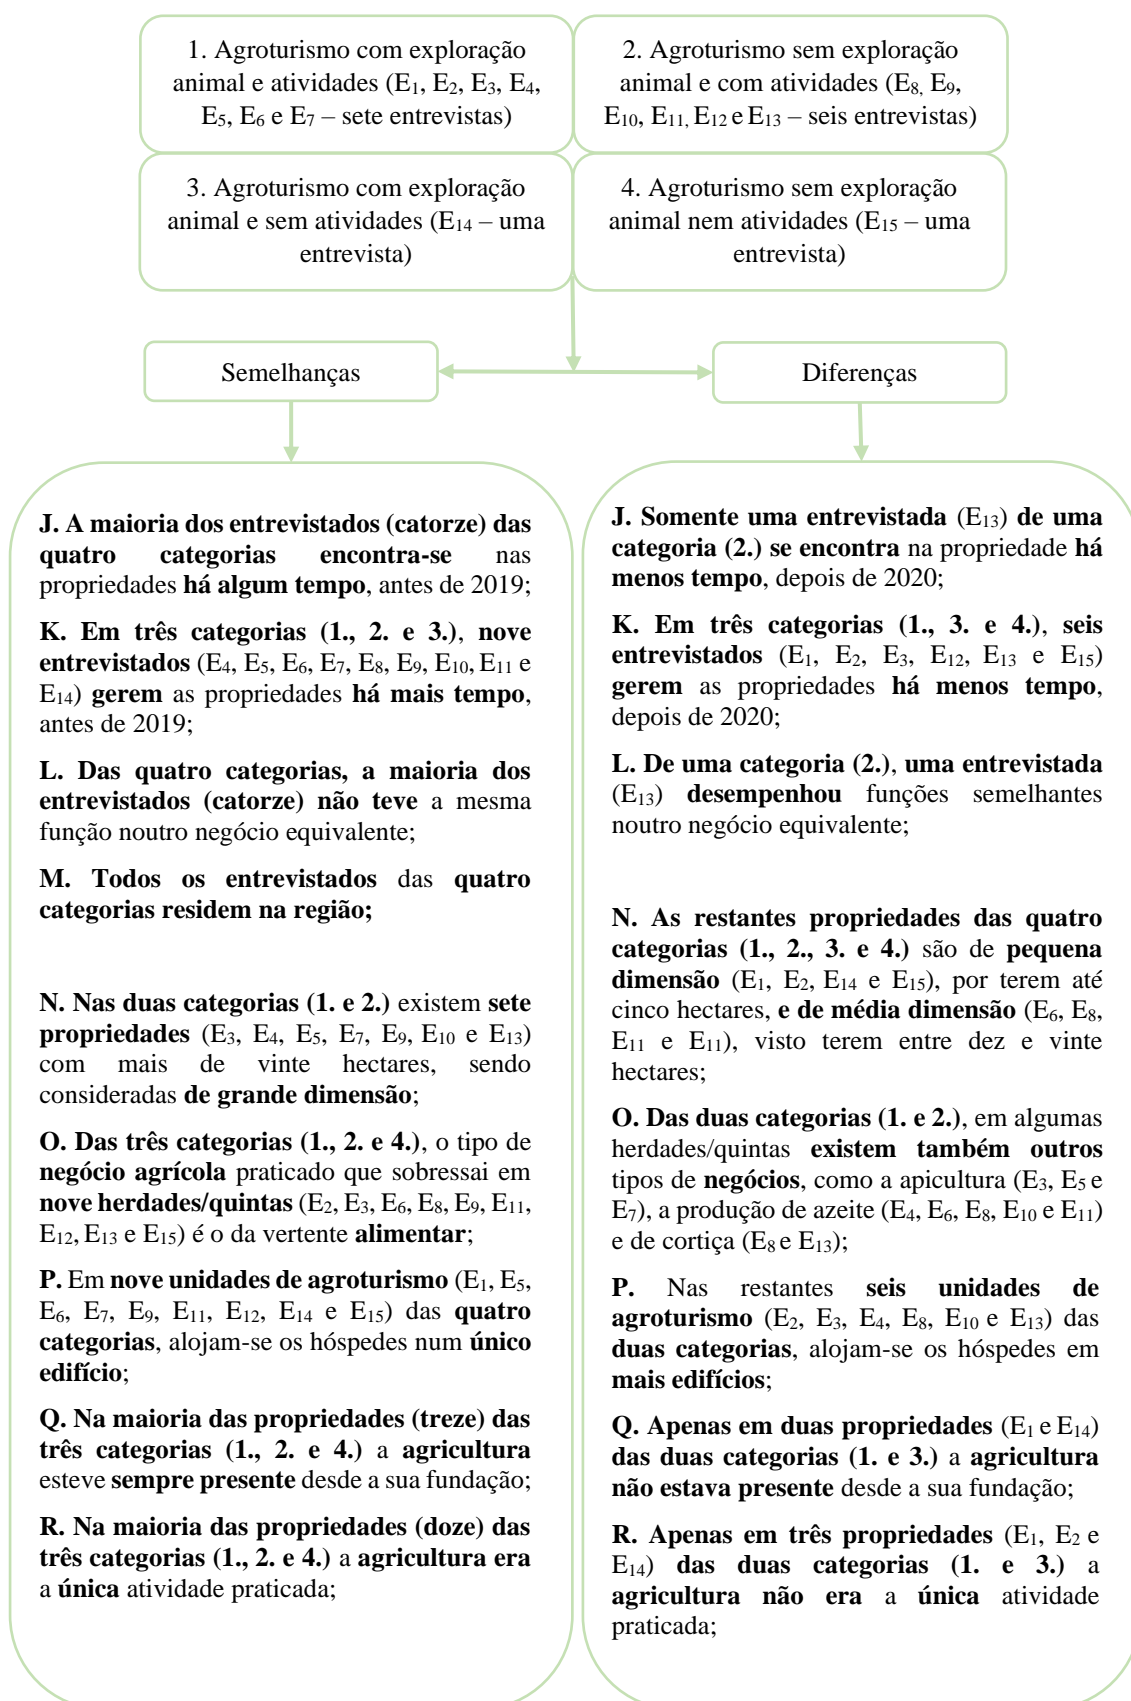 1. Agroturismo com exploração
animal e atividades (E1, E2, E3, E4,
E5, E6 e E7 – sete entrevistas)
2. Agroturismo sem exploração
animal e com atividades (E8, E9,
E10, E11, E12 e E13 – seis entrevistas)
3. Agroturismo com exploração
animal e sem atividades (E14 – uma
entrevista)
4. Agroturismo sem exploração
animal nem atividades (E15 – uma
entrevista)
Semelhanças
Diferenças
J. A maioria dos entrevistados (catorze) das
quatro categorias encontra-se nas
propriedades há algum tempo, antes de 2019;
K. Em três categorias (1., 2. e 3.), nove
entrevistados (E4, E5, E6, E7, E8, E9, E10, E11 e
E14) gerem as propriedades há mais tempo,
antes de 2019;
L. Das quatro categorias, a maioria dos
entrevistados (catorze) não teve a mesma
função noutro negócio equivalente;
M. Todos os entrevistados das quatro
categorias residem na região;
N. Nas duas categorias (1. e 2.) existem sete
propriedades (E3, E4, E5, E7, E9, E10 e E13)
com mais de vinte hectares, sendo
consideradas de grande dimensão;
O. Das três categorias (1., 2. e 4.), o tipo de
negócio agrícola praticado que sobressai em
nove herdades/quintas (E2, E3, E6, E8, E9, E11,
E12, E13 e E15) é o da vertente alimentar;
P. Em nove unidades de agroturismo (E1, E5,
E6, E7, E9, E11, E12, E14 e E15) das quatro
categorias, alojam-se os hóspedes num único
edifício;
Q. Na maioria das propriedades (treze) das
três categorias (1., 2. e 4.) a agricultura
esteve sempre presente desde a sua fundação;
R. Na maioria das propriedades (doze) das
três categorias (1., 2. e 4.) a agricultura era
a única atividade praticada;
J. Somente uma entrevistada (E13) de uma
categoria (2.) se encontra na propriedade há
menos tempo, depois de 2020;
K. Em três categorias (1., 3. e 4.), seis
entrevistados (E1, E2, E3, E12, E13 e E15)
gerem as propriedades há menos tempo,
depois de 2020;
L. De uma categoria (2.), uma entrevistada
(E13) desempenhou funções semelhantes
noutro negócio equivalente;
N. As restantes propriedades das quatro
categorias (1., 2., 3. e 4.) são de pequena
dimensão (E1, E2, E14 e E15), por terem até
cinco hectares, e de média dimensão (E6, E8,
E11 e E11), visto terem entre dez e vinte
hectares;
O. Das duas categorias (1. e 2.), em algumas
herdades/quintas existem também outros
tipos de negócios, como a apicultura (E3, E5 e
E7), a produção de azeite (E4, E6, E8, E10 e E11)
e de cortiça (E8 e E13);
P. Nas restantes seis unidades de
agroturismo (E2, E3, E4, E8, E10 e E13) das
duas categorias, alojam-se os hóspedes em
mais edifícios;
Q. Apenas em duas propriedades (E1 e E14)
das duas categorias (1. e 3.) a agricultura
não estava presente desde a sua fundação;
R. Apenas em três propriedades (E1, E2 e
E14) das duas categorias (1. e 3.) a
agricultura não era a única atividade
praticada;